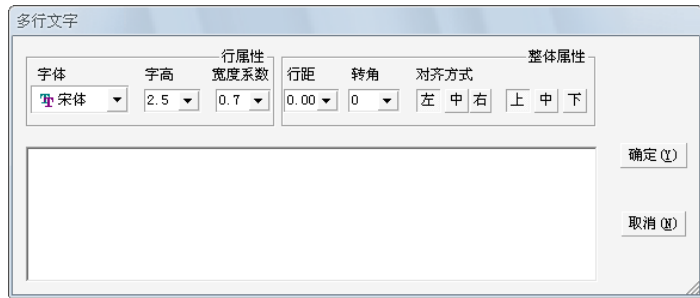 多行文字
行属性
整体属性
字体 字高 宽度系数 行距 转角 对齐方式
宋体 2.5 0.7 0.00 0 左 中 右 上 中 下
确定(Y)
取消(N)